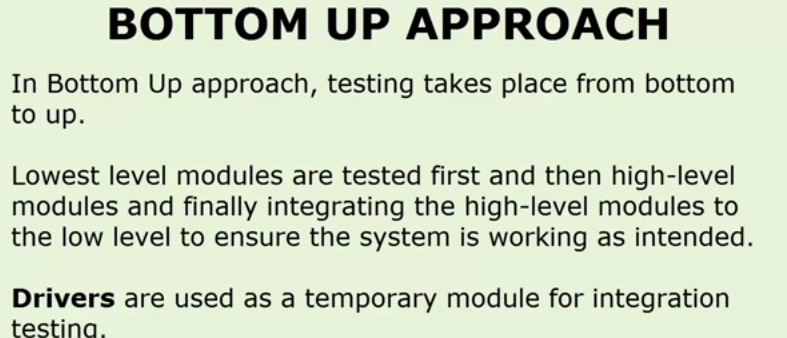 BOTTOM UP APPROACH
In Bottom Up approach, testing takes place from bottom
to up.
Lowest level modules are tested first and then high-level
modules and finally integrating the high-level modules to
the low level to ensure the system is working as intended.
Drivers are used as a temporary module for integration
testing.